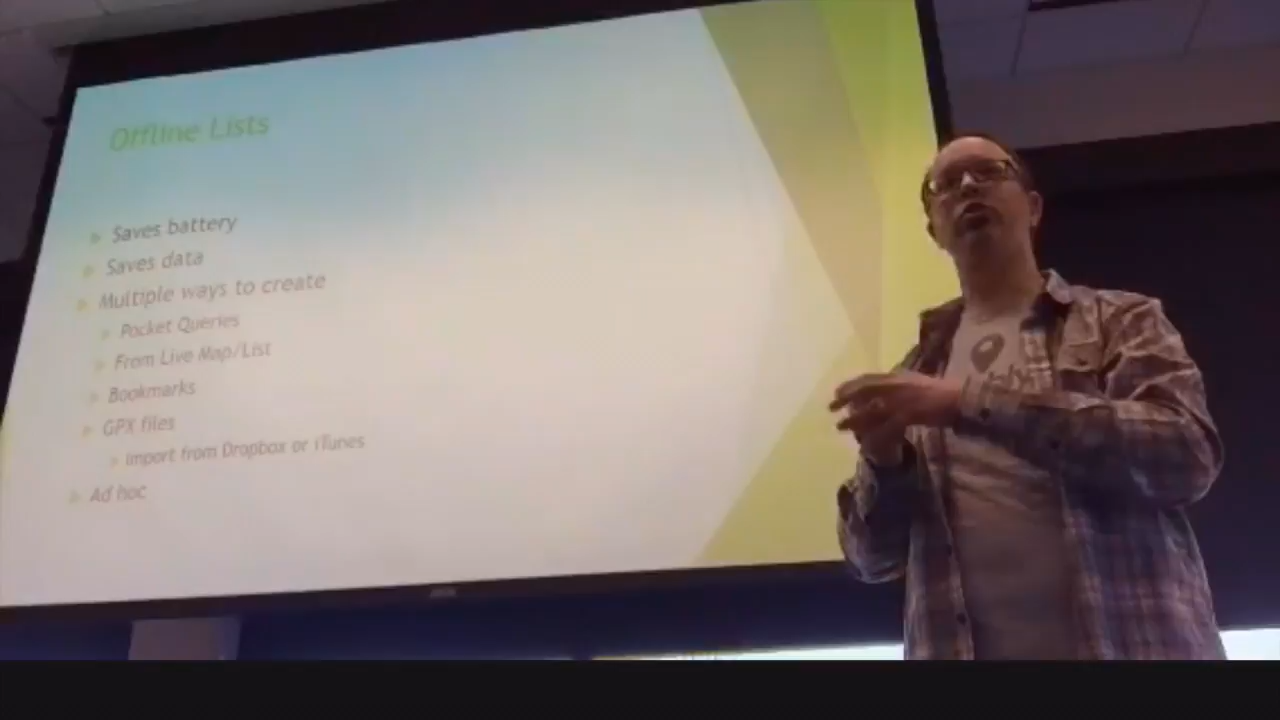 Offline Lists
Saves battery
Saves data
Multiple ways to create
Pocket Queries
From Live Map/List
Bookmarks
GPX files
Import from Dropbox or iTunes
Ad hoc